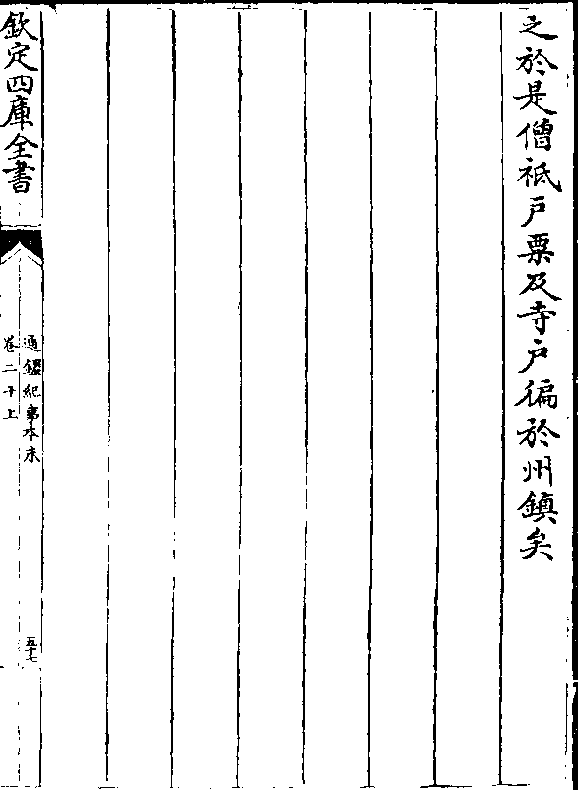 之於是僧祇戸粟及寺户徧於州鎮矣
欽定四庫全書
通鑑紀事本末
卷二十上
五十七